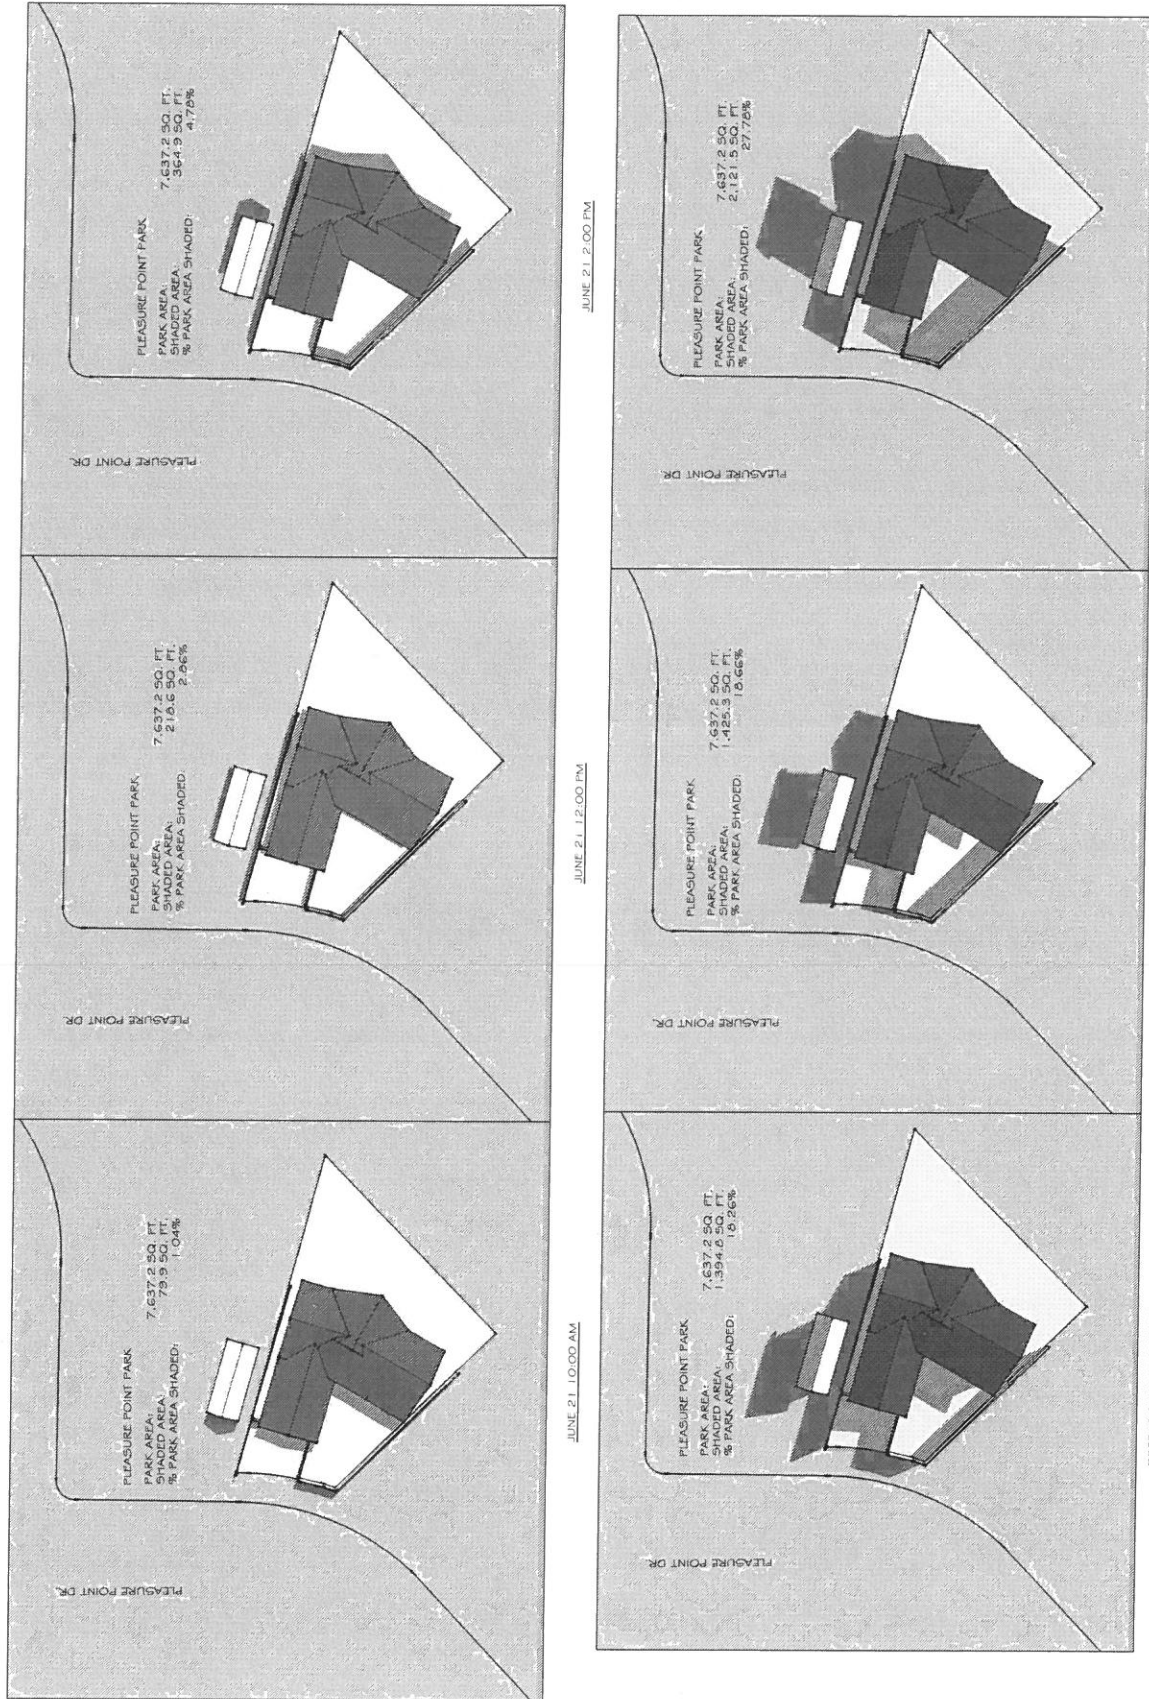 PLEASURE POINT DR.
PLEASURE POINT PARK
PARK AREA: 7,637.2 SQ. FT.
SHADED AREA: 79.9 SQ. FT.
% PARK AREA SHADED: 1.04%
JUNE 21 10:00 AM
PLEASURE POINT DR.
PLEASURE POINT PARK
PARK AREA: 7,637.2 SQ. FT.
SHADED AREA: 218.6 SQ. FT.
% PARK AREA SHADED: 2.86%
JUNE 21 12:00 PM
PLEASURE POINT DR.
PLEASURE POINT PARK
PARK AREA: 7,637.2 SQ. FT.
SHADED AREA: 364.9 SQ. FT.
% PARK AREA SHADED: 4.78%
JUNE 21 2:00 PM
PLEASURE POINT DR.
PLEASURE POINT PARK
PARK AREA: 7,637.2 SQ. FT.
SHADED AREA: 1,394.8 SQ. FT.
% PARK AREA SHADED: 18.26%
PLEASURE POINT DR.
PLEASURE POINT PARK
PARK AREA: 7,637.2 SQ. FT.
SHADED AREA: 1,425.3 SQ. FT.
% PARK AREA SHADED: 18.66%
PLEASURE POINT DR.
PLEASURE POINT PARK
PARK AREA: 7,637.2 SQ. FT.
SHADED AREA: 2,121.5 SQ. FT.
% PARK AREA SHADED: 27.78%